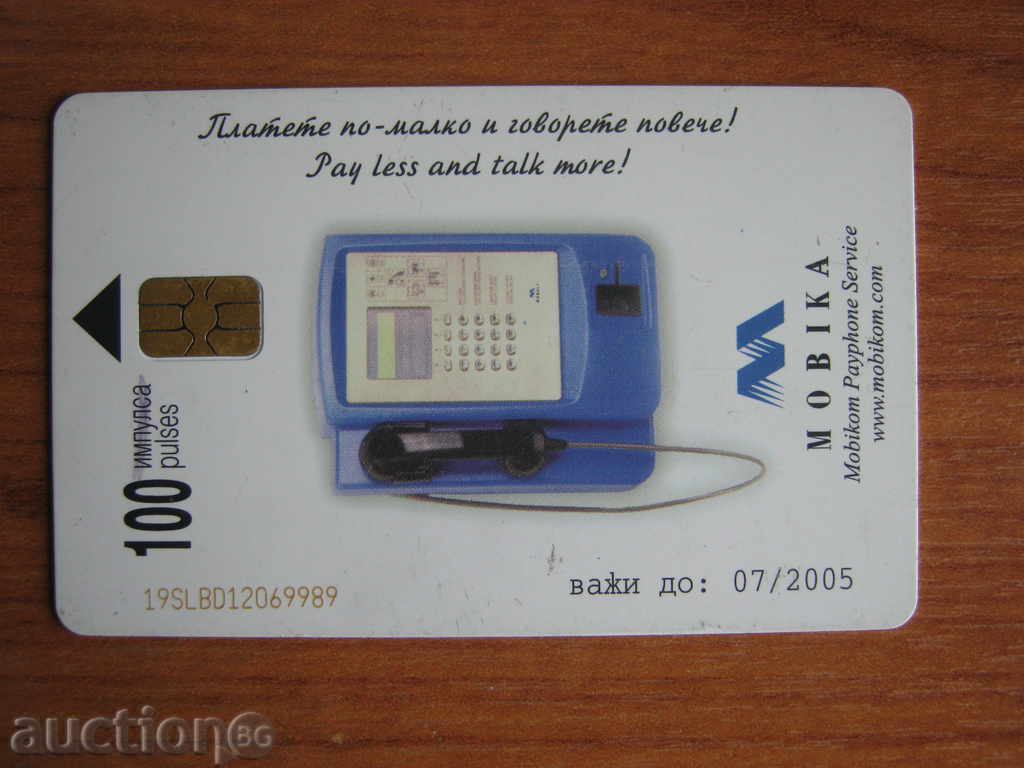 Платете по-малко и говорете повече!
Pay less and talk more!
100 импулса
pulses
MOBIKA
Mobikom Payphone Service
www.mobikom.com
19SLBD12069989
важи до: 07/2005
auction BG